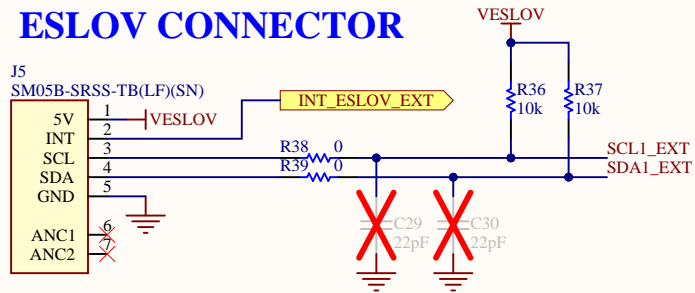 ESLOV CONNECTOR
VESLOV
J5
SM05B-SRSS-TB(LF)(SN)
R36
10k
R37
10k
INT_ESLOV_EXT
5V 1 VESLOV
INT 2
SCL 3 R38 0 SCL1_EXT
SDA 4 R39 0 SDA1_EXT
GND 5
ANC1 6
ANC2 7
C29
22pF
C30
22pF